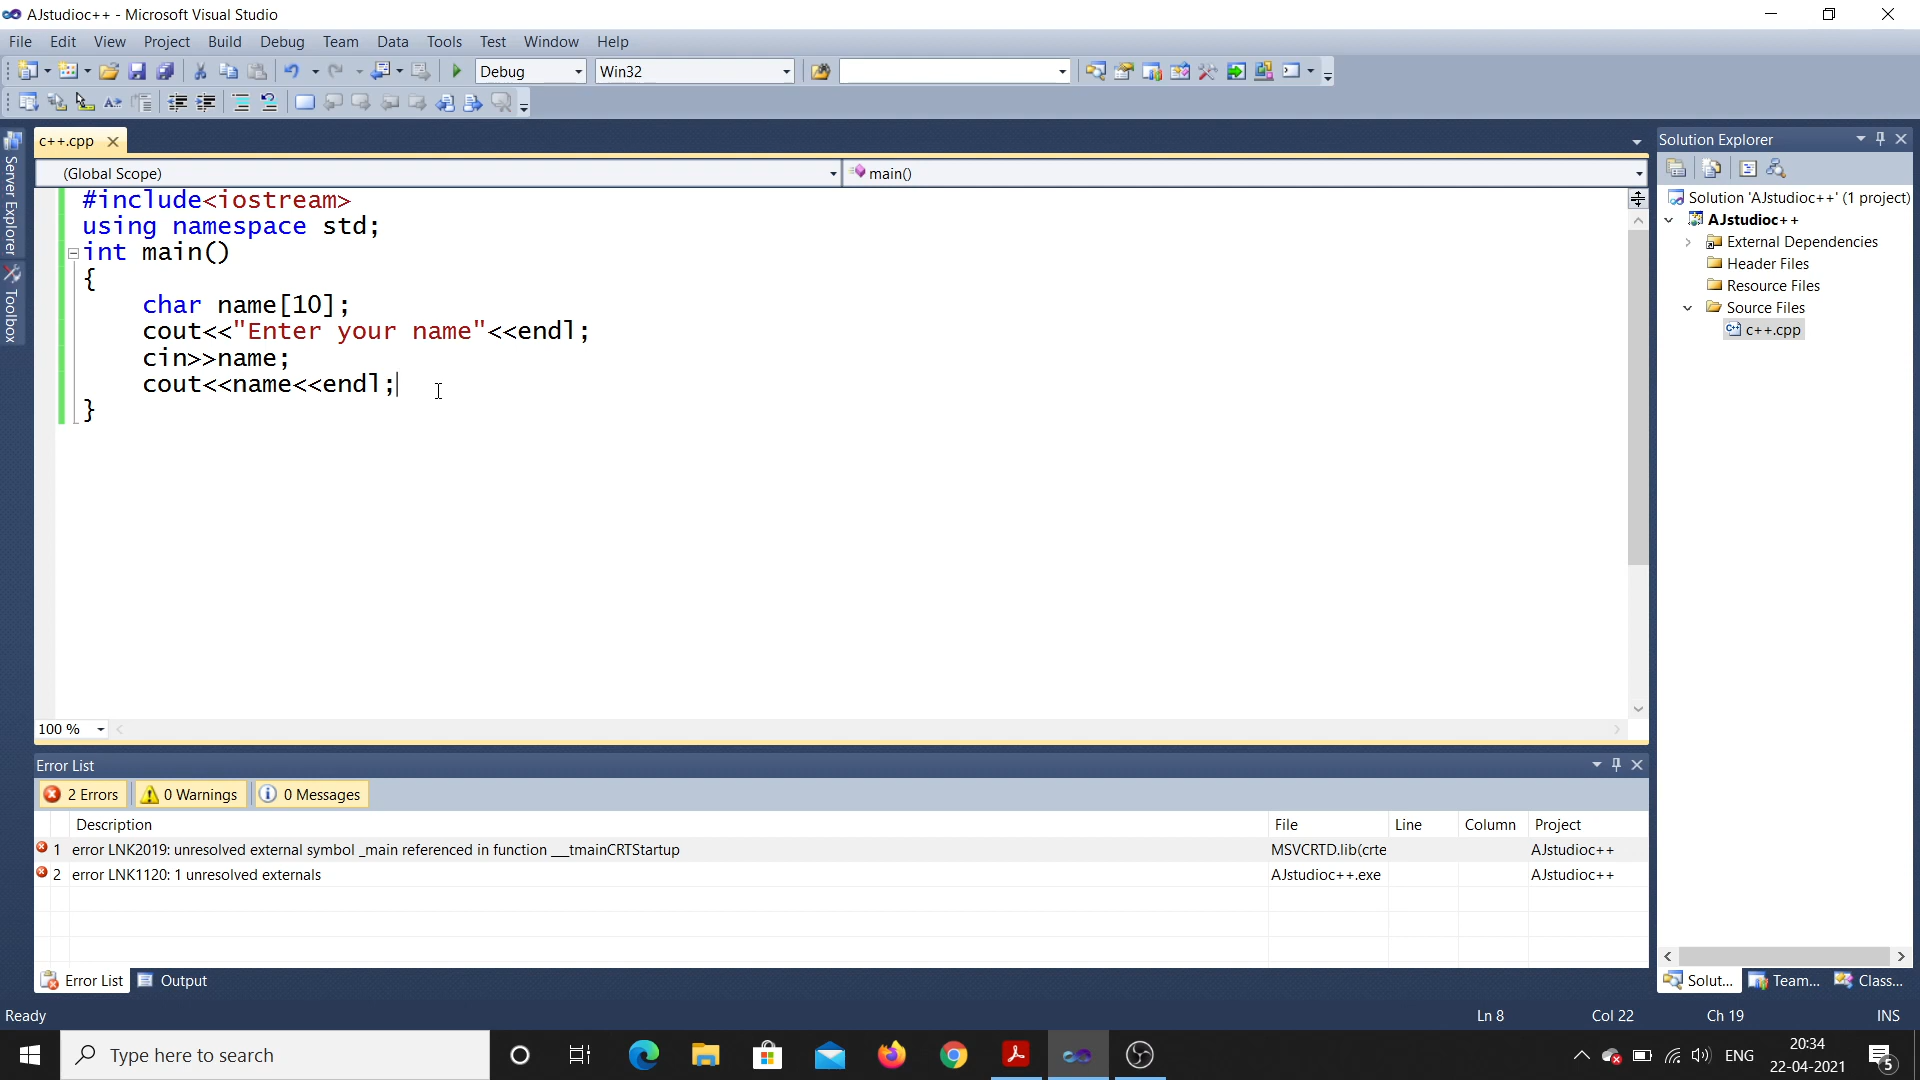 AJstudioc++ - Microsoft Visual Studio
File Edit View Project Build Debug Team Data Tools Test Window Help
Debug Win32
c++.cpp
(Global Scope) main()
#include<iostream>
using namespace std;
int main()
{
char name[10];
cout<<"Enter your name"<<endl;
cin>>name;
cout<<name<<endl;
}
100 %
Server Explorer
Toolbox
Solution Explorer
Solution 'AJstudioc++' (1 project)
AJstudioc++
External Dependencies
Header Files
Resource Files
Source Files
c++.cpp
Error List
2 Errors 0 Warnings 0 Messages
Description File Line Column Project
1 error LNK2019: unresolved external symbol _main referenced in function ___tmainCRTStartup MSVCRTD.lib(crte AJstudioc++
2 error LNK1120: 1 unresolved externals AJstudioc++.exe AJstudioc++
Error List Output
Solut... Team... Class...
Ready Ln 8 Col 22 Ch 19 INS
Type here to search
ENG
20:34
22-04-2021
5